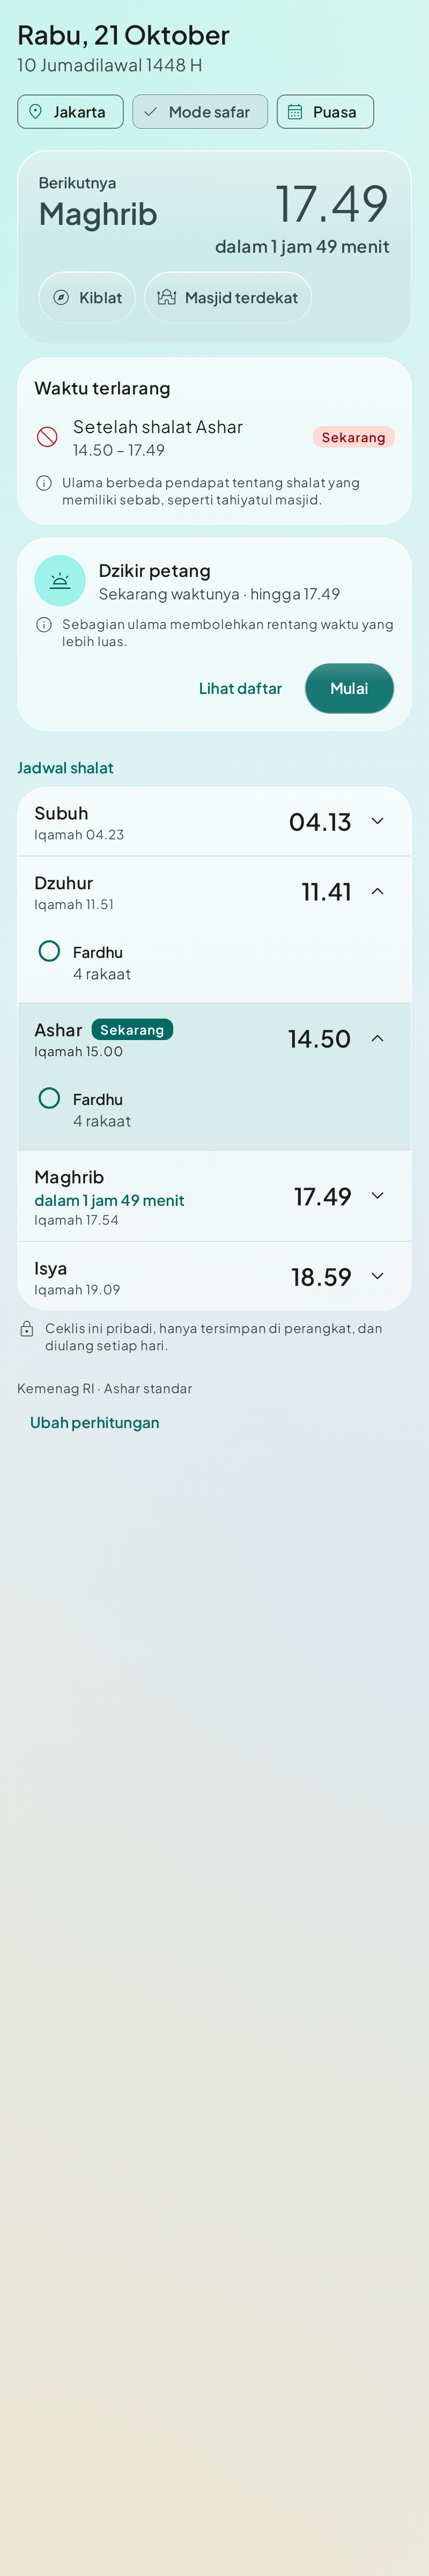 Rabu, 21 Oktober
10 Jumadilawal 1448 H
Jakarta
Mode safar
Puasa
Berikutnya
Maghrib
17.49
dalam 1 jam 49 menit
Kiblat
Masjid terdekat
Waktu terlarang
Setelah shalat Ashar
14.50 – 17.49
Sekarang
Ulama berbeda pendapat tentang shalat yang
memiliki sebab, seperti tahiyatul masjid.
Dzikir petang
Sekarang waktunya · hingga 17.49
Sebagian ulama membolehkan rentang waktu yang
lebih luas.
Lihat daftar
Mulai
Jadwal shalat
Subuh
Iqamah 04.23
04.13
Dzuhur
Iqamah 11.51
11.41
Fardhu
4 rakaat
Ashar
Sekarang
Iqamah 15.00
14.50
Fardhu
4 rakaat
Maghrib
dalam 1 jam 49 menit
Iqamah 17.54
17.49
Isya
Iqamah 19.09
18.59
Ceklis ini pribadi, hanya tersimpan di perangkat, dan
diulang setiap hari.
Kemenag RI · Ashar standar
Ubah perhitungan